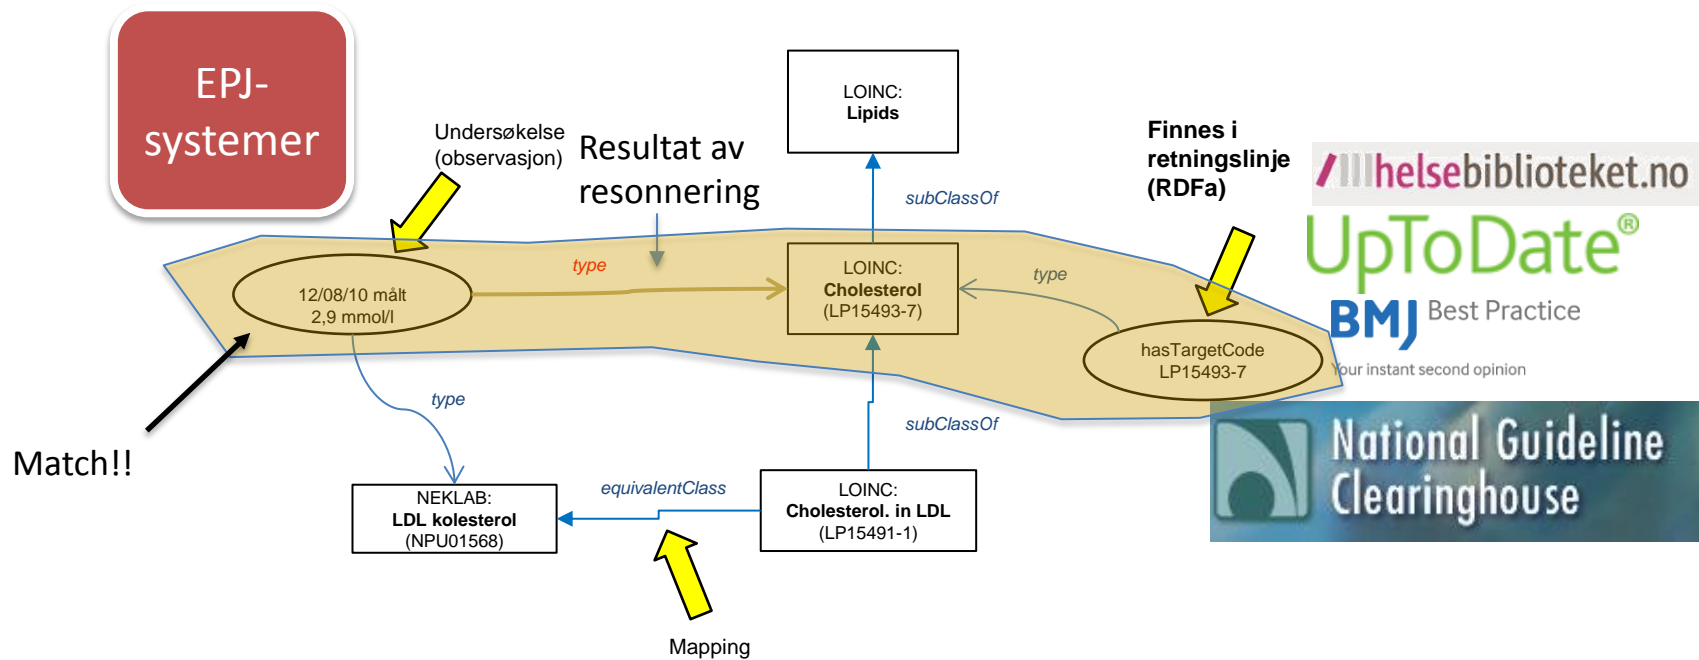 EPJ-
systemer
Undersøkelse
(observasjon)
Resultat av
resonnering
LOINC:
Lipids
Finnes i
retningslinje
(RDFa)
helsebiblioteket.no
subClassOf
UpToDate®
type
LOINC:
Cholesterol
(LP15493-7)
type
12/08/10 målt
2,9 mmol/l
BMJ Best Practice
hasTargetCode
LP15493-7
Your instant second opinion
type
subClassOf
National Guideline
Clearinghouse
Match!!
NEKLAB:
LDL kolesterol
(NPU01568)
equivalentClass
LOINC:
Cholesterol. in LDL
(LP15491-1)
Mapping